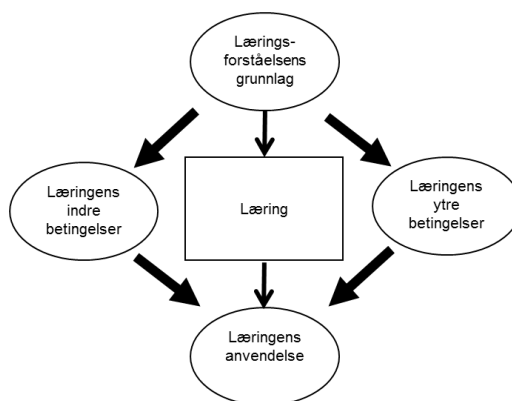 Lærings-
forståelsens
grunnlag
Læringens
indre
betingelser
Læring
Læringens
ytre
betingelser
Læringens
anvendelse